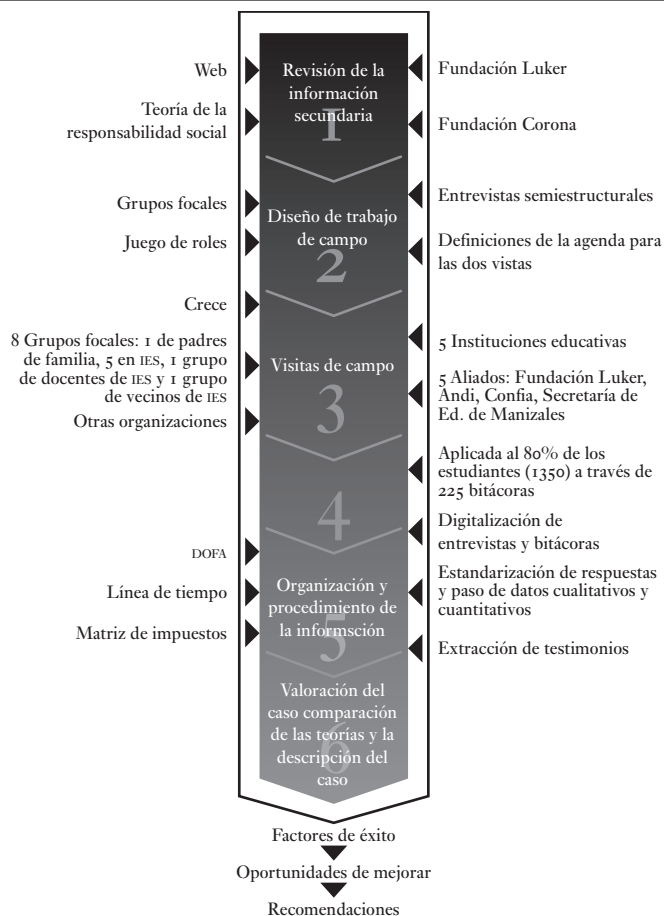 Web
Teoría de la
responsabilidad social
Revisión de la
información
secundaria
1
Fundación Luker
Fundación Corona
Grupos focales
Juego de roles
Diseño de trabajo
de campo
2
Entrevistas semiestructurales
Definiciones de la agenda para
las dos vistas
Crece
8 Grupos focales: 1 de padres
de familia, 5 en IES, 1 grupo
de docentes de IES y 1 grupo
de vecinos de IES
Otras organizaciones
Visitas de campo
3
5 Instituciones educativas
5 Aliados: Fundación Luker,
Andi, Confia, Secretaría de
Ed. de Manizales
4
Aplicada al 80% de los
estudiantes (1350) a través de
225 bitácoras
Digitalización de
entrevistas y bitácoras
DOFA
Línea de tiempo
Matriz de impuestos
Organización y
procedimiento de
la informsción
5
Estandarización de respuestas
y paso de datos cualitativos y
cuantitativos
Extracción de testimonios
Valoración del
caso comparación
de las teorías y la
descripción del
caso
6
Factores de éxito
Oportunidades de mejorar
Recomendaciones